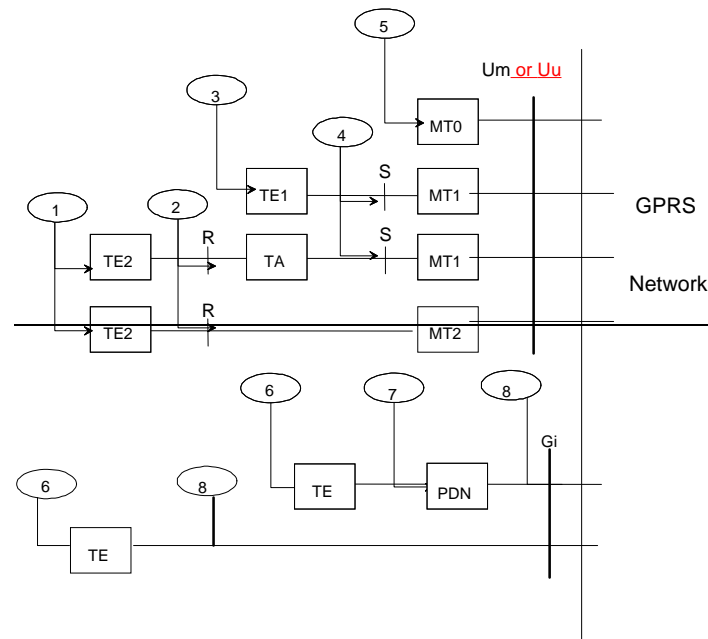 5
Um or Uu
3
MT0
4
S
TE1
MT1
GPRS
1
2
R
S
TE2
TA
MT1
Network
R
TE2
MT2
6
7
8
Gi
6
8
TE
PDN
TE